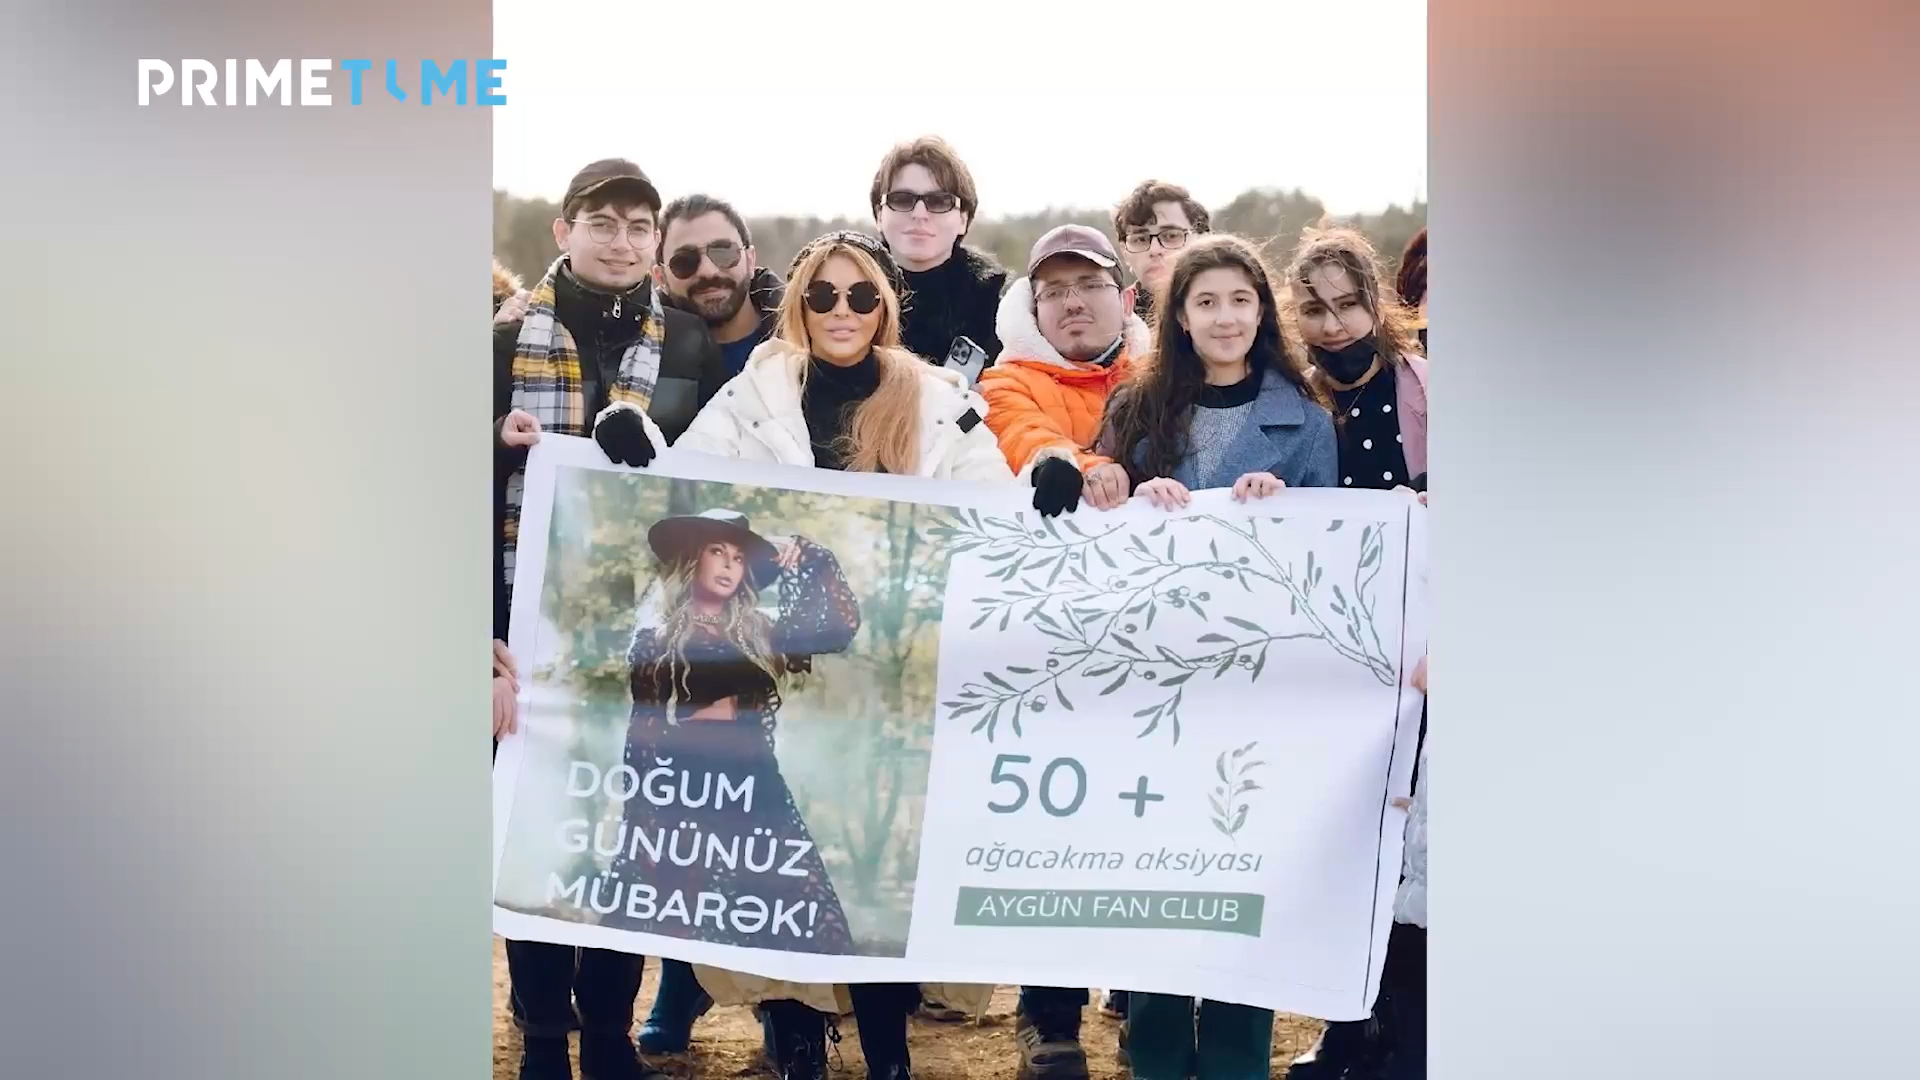 PRIMETIME
DOĞUM
GÜNÜNÜZ
MÜBARƏK!
50 +
ağacəkmə aksiyası
AYGÜN FAN CLUB